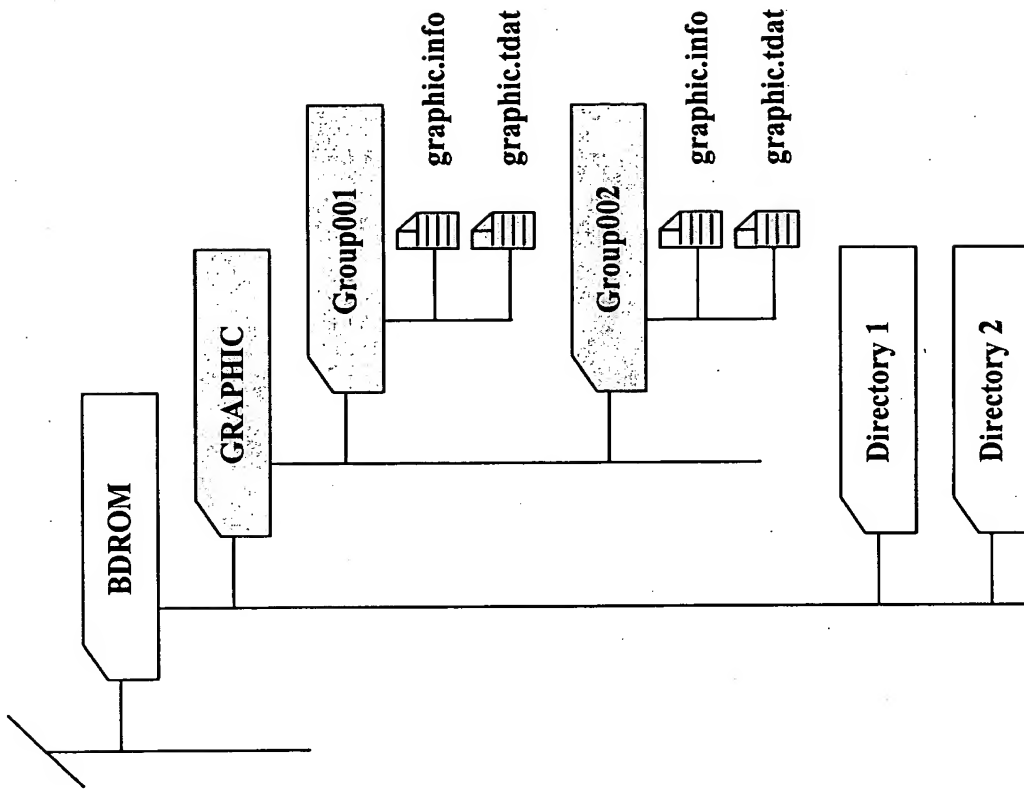 BDROM
GRAPHIC
Group001
graphic.info
graphic.tdat
Group002
graphic.info
graphic.tdat
Directory 1
Directory 2